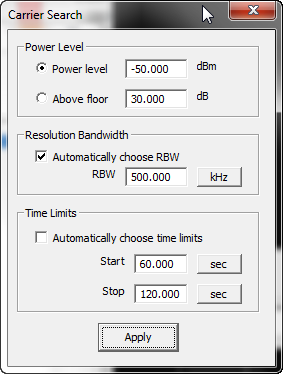 Carrier Search
Power Level
Power level -50.000 dBm
Above floor 30.000 dB
Resolution Bandwidth
Automatically choose RBW
RBW 500.000 kHz
Time Limits
Automatically choose time limits
Start 60.000 sec
Stop 120.000 sec
Apply